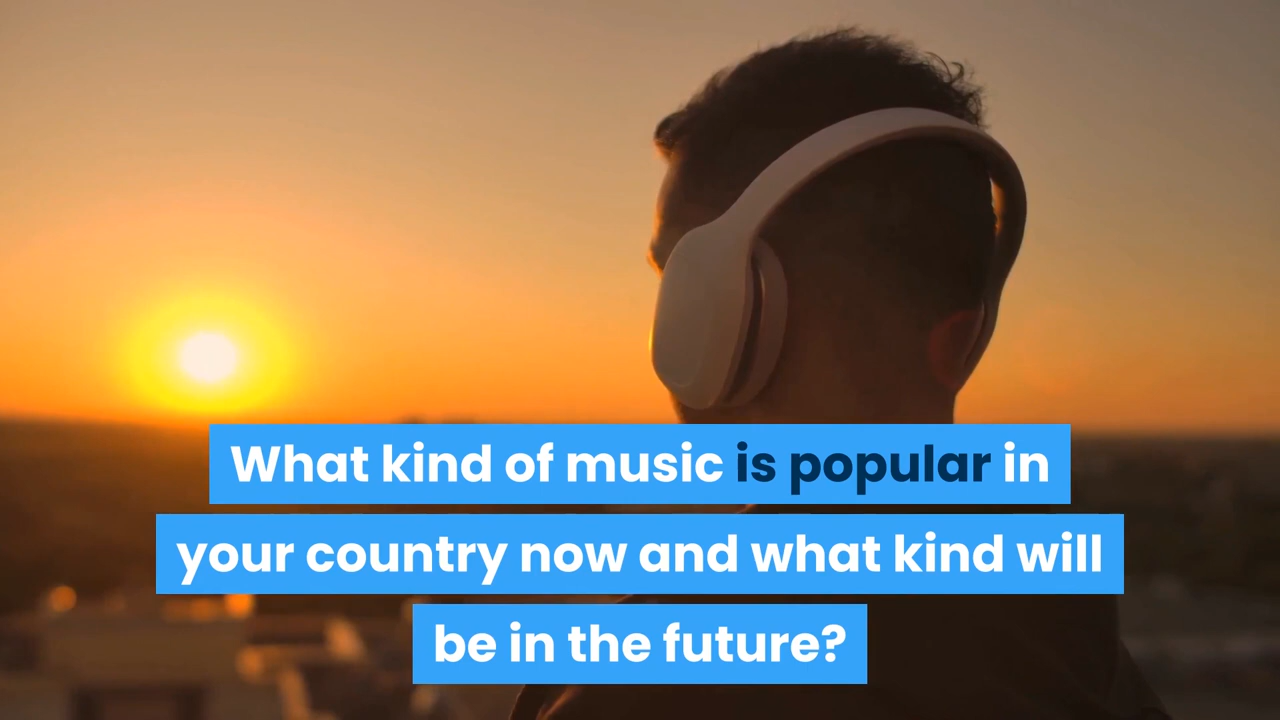 What kind of music is popular in
your country now and what kind will
be in the future?